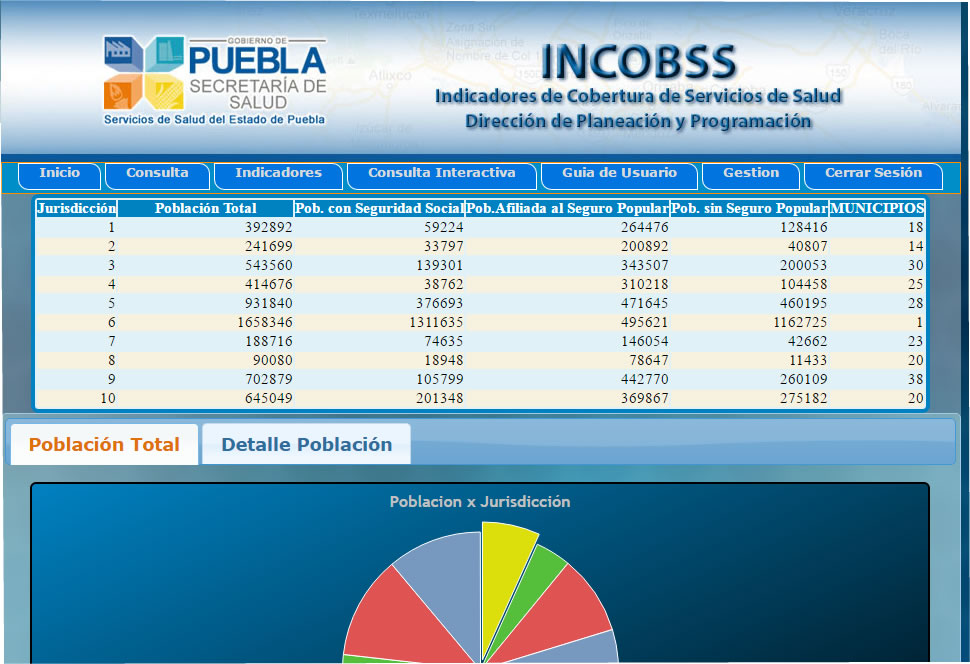 GOBIERNO DE
PUEBLA
SECRETARÍA DE
SALUD
Servicios de Salud del Estado de Puebla
INCOBSS
Indicadores de Cobertura de Servicios de Salud
Dirección de Planeación y Programación
Inicio Consulta Indicadores Consulta Interactiva Guia de Usuario Gestion Cerrar Sesión
Jurisdicción Población Total Pob. con Seguridad Social Pob.Afiliada al Seguro Popular Pob. sin Seguro Popular MUNICIPIOS
1 392892 59224 264476 128416 18
2 241699 33797 200892 40807 14
3 543560 139301 343507 200053 30
4 414676 38762 310218 104458 25
5 931840 376693 471645 460195 28
6 1658346 1311635 495621 1162725 1
7 188716 74635 146054 42662 23
8 90080 18948 78647 11433 20
9 702879 105799 442770 260109 38
10 645049 201348 369867 275182 20
Población Total Detalle Población
Poblacion x Jurisdicción